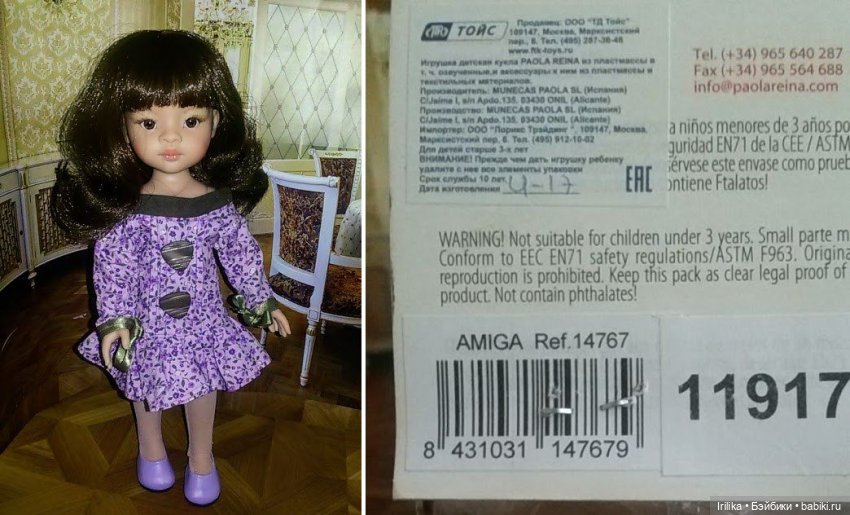 ТОЙС
Продавец: ООО "ТД Тойс"
109147, Москва, Марксистский
пер., 6. Тел. (495) 287-36-46
Игрушка детская кукла PAOLA REINA из пластмассы в
т. ч. озвученные,и аксессуары к ним из пластмассы и
текстильных материалов.
Производитель: MUNECAS PAOLA SL (Испания)
C/Jaime I, s/n Apdo.135, 03430 ONIL (Alicante)
Производство: MUNECAS PAOLA SL (Испания)
C/Jaime I, s/n Apdo.135, 03430 ONIL (Alicante)
Импортер: ООО "Лорикс Трэйдинг", 109147, Москва,
Марксистский пер., 6. Тел. (495) 912-10-02
Для детей старше 3-х лет
ВНИМАНИЕ! Прежде чем дать игрушку ребенку
удалите с нее все элементы упаковки
Срок службы 10 лет.
Дата изготовления 4-17
EAC
Tel. (+34) 965 640 287
Fax (+34) 965 564 688
info@paolareina.com
a niños menores de 3 años po
guridad EN71 de la CEE / ASTM
sérvese este envase como prueb
ontiene Ftalatos!
WARNING! Not suitable for children under 3 years. Small parte m
Conform to EEC EN71 safety regulations/ASTM F963. Origina
reproduction is prohibited. Keep this pack as clear legal proof of
product. Not contain phthalates!
AMIGA Ref.14767
8 431031 147679
11917
Irilika • Бэйбики • babiki.ru